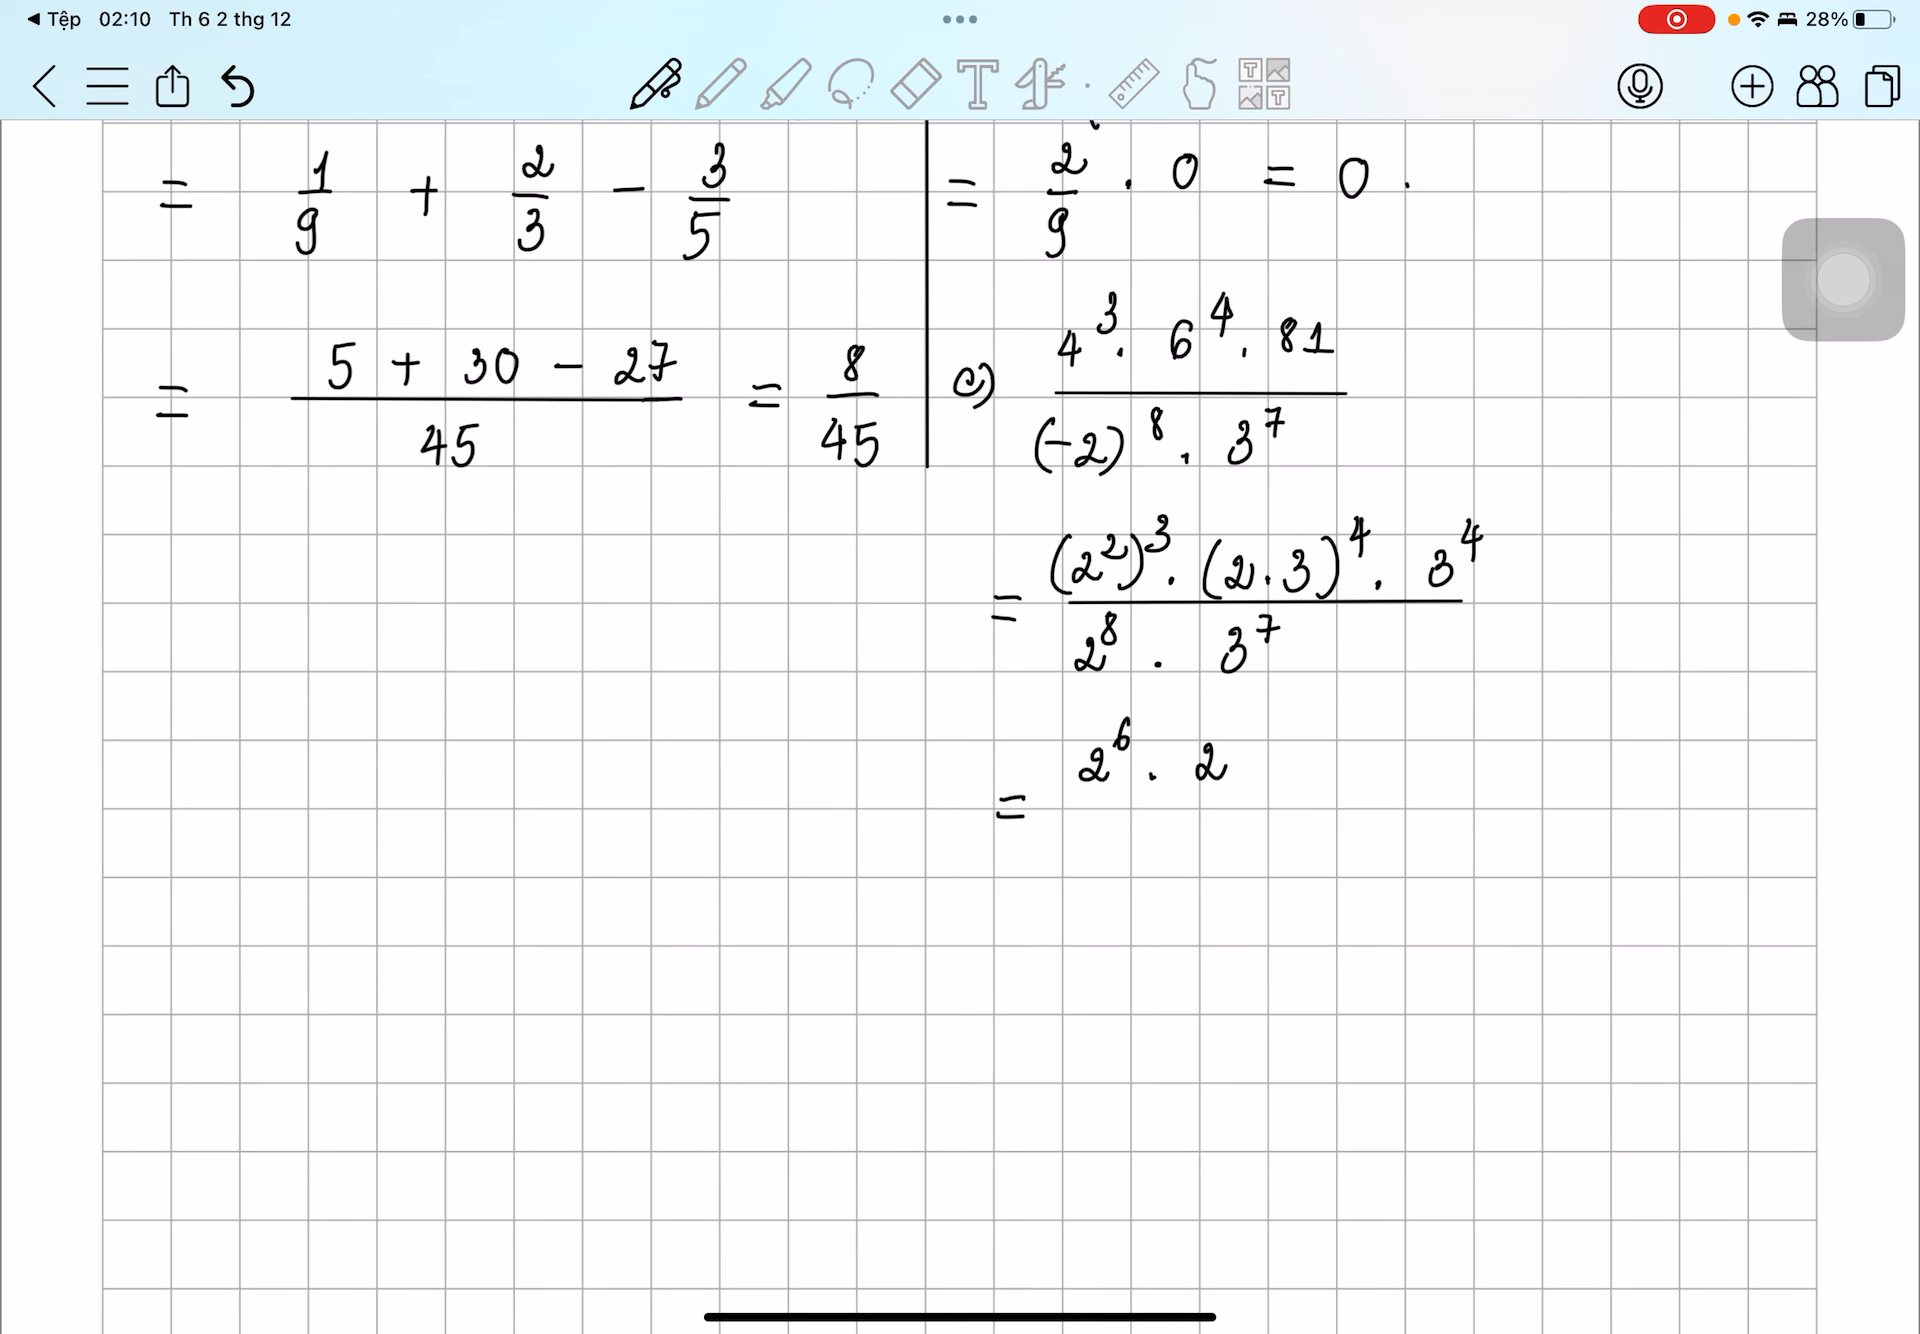 ◀ Tệp 02:10 Th 6 2 thg 12
28%
= 1/9 + 2/3 - 3/5
= (5 + 30 - 27)/45 = 8/45
= 2/9 . 0 = 0 .
c) (4^3 . 6^4 . 81)/((-2)^8 . 3^7)
= ((2^2)^3 . (2.3)^4 . 3^4)/(2^8 . 3^7)
= 2^6 . 2